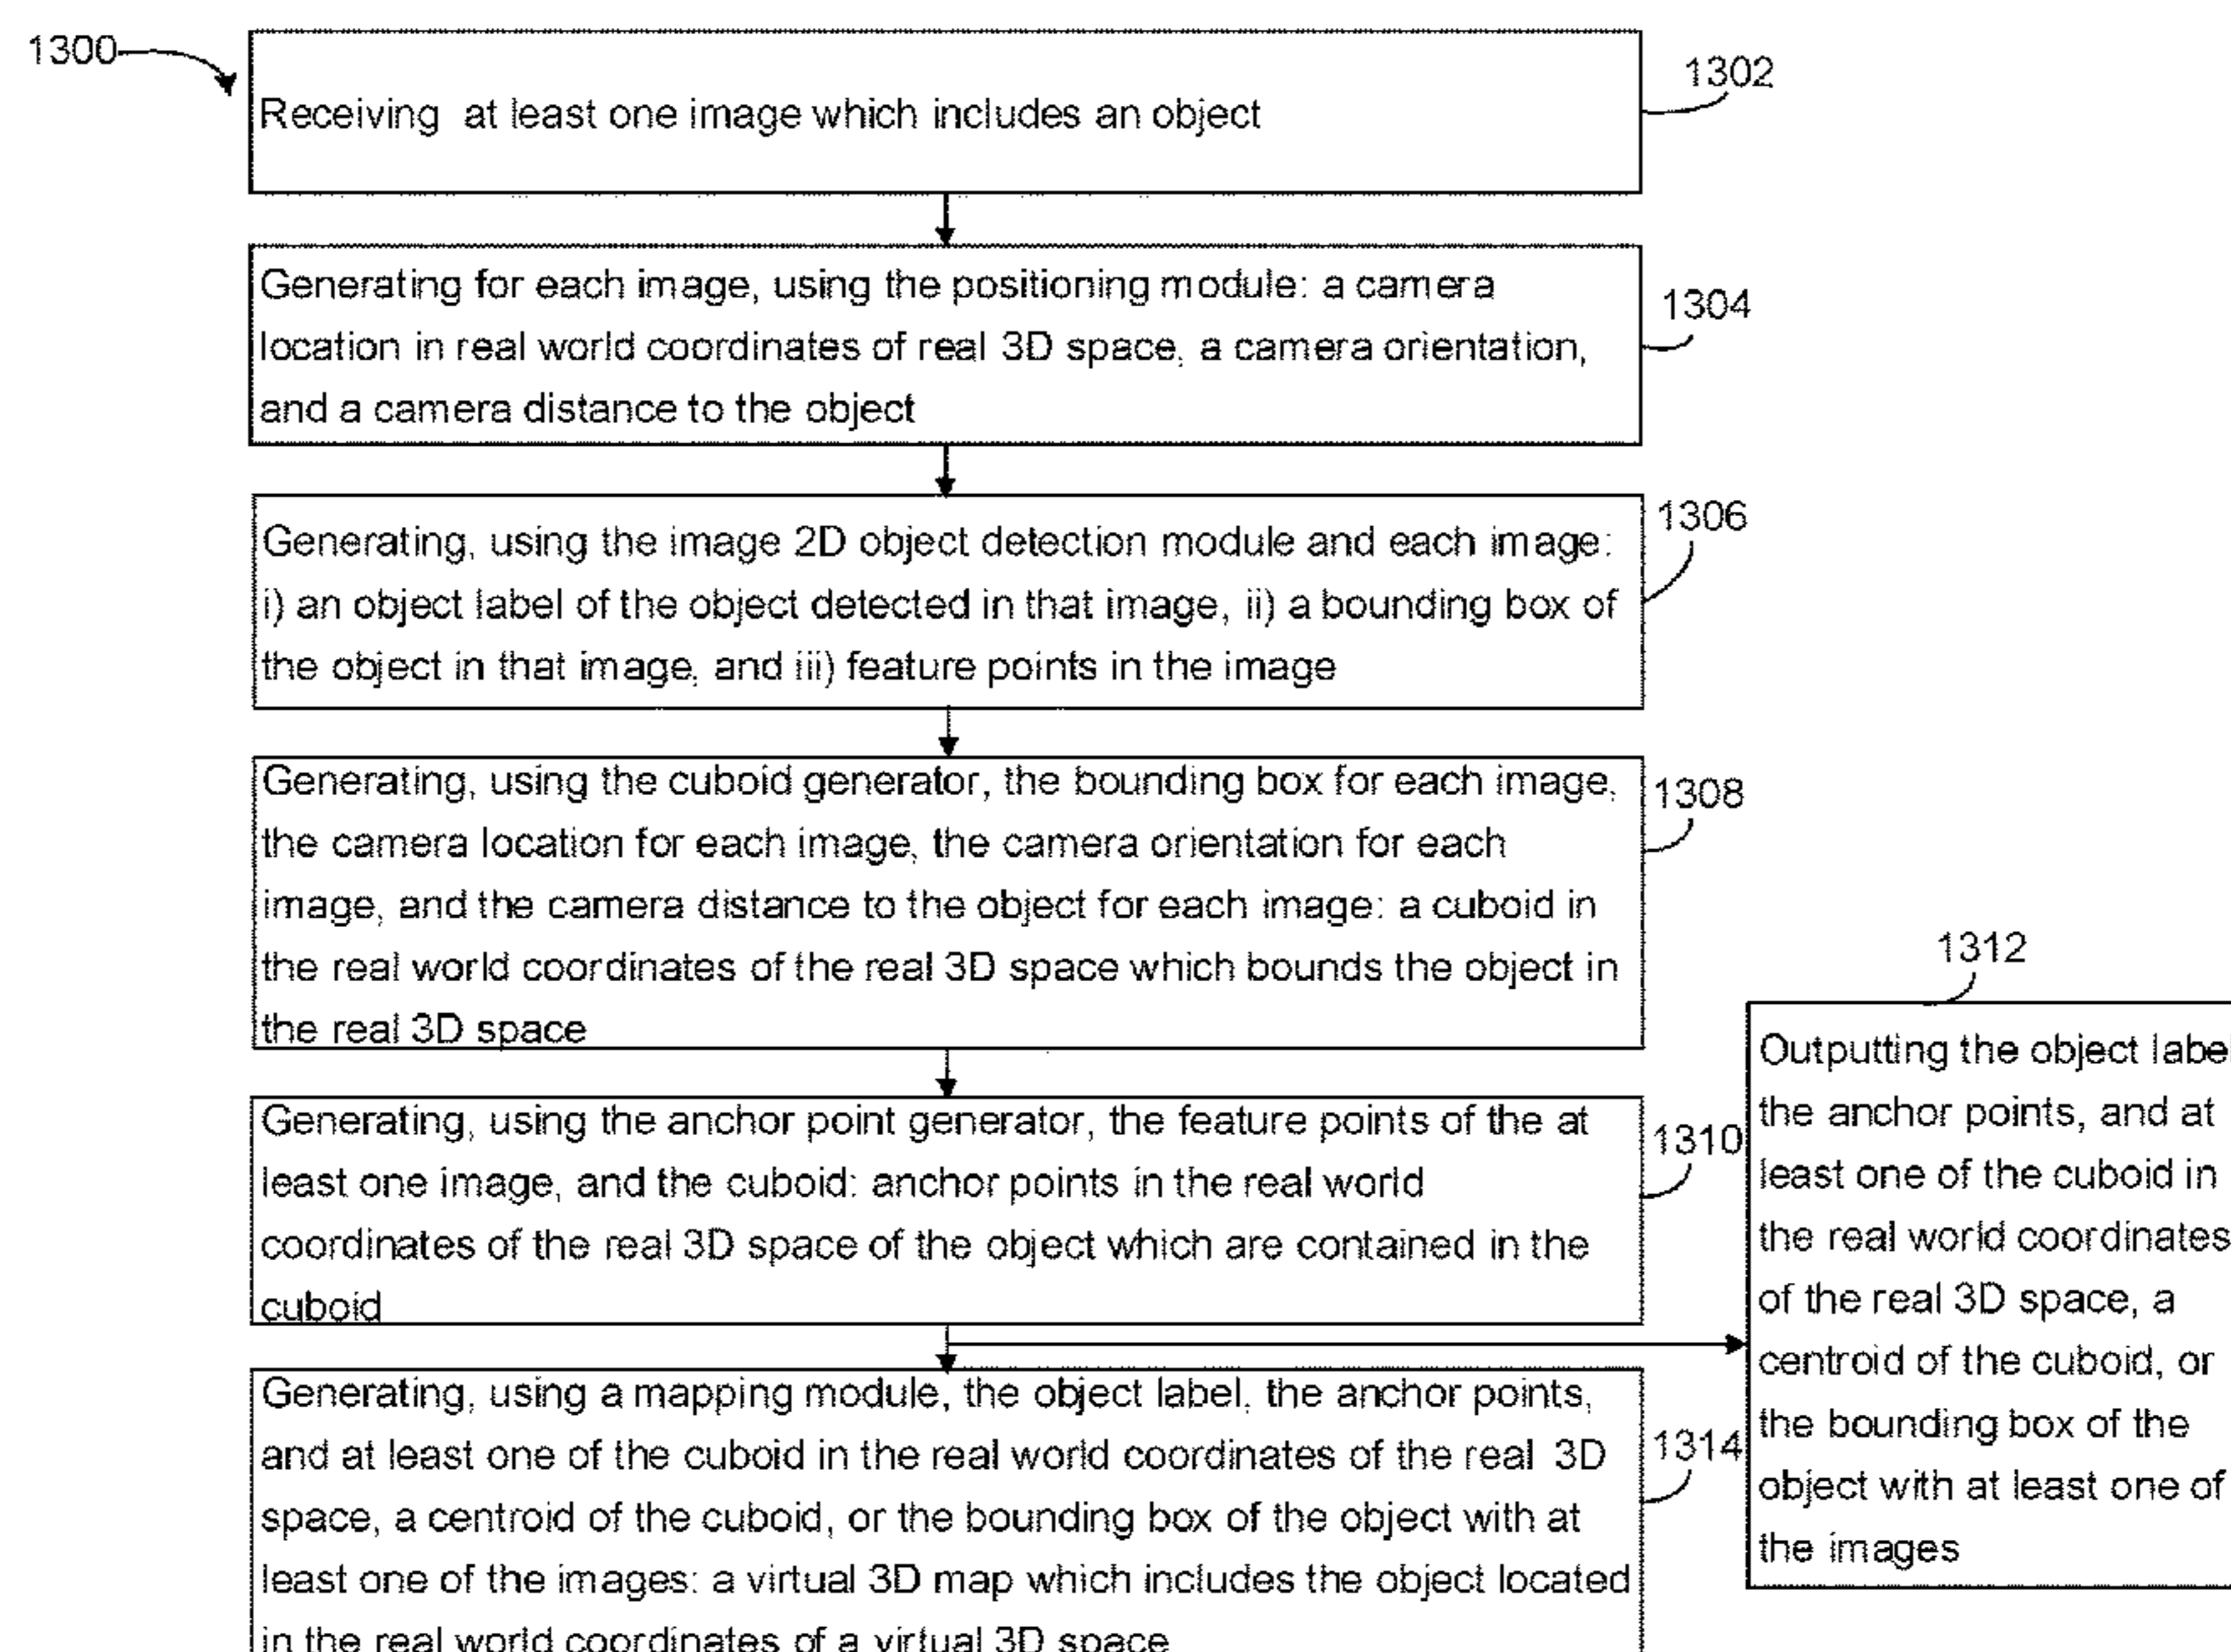 1300
1302
Receiving at least one image which includes an object
1304
Generating for each image, using the positioning module: a camera
location in real world coordinates of real 3D space, a camera orientation,
and a camera distance to the object
1306
Generating, using the image 2D object detection module and each image:
i) an object label of the object detected in that image, ii) a bounding box of
the object in that image, and iii) feature points in the image
1308
Generating, using the cuboid generator, the bounding box for each image,
the camera location for each image, the camera orientation for each
image, and the camera distance to the object for each image: a cuboid in
the real world coordinates of the real 3D space which bounds the object in
the real 3D space
1310
Generating, using the anchor point generator, the feature points of the at
least one image, and the cuboid: anchor points in the real world
coordinates of the real 3D space of the object which are contained in the
cuboid
1312
Outputting the object label
the anchor points, and at
least one of the cuboid in
the real world coordinates
of the real 3D space, a
centroid of the cuboid, or
the bounding box of the
object with at least one of
the images
1314
Generating, using a mapping module, the object label, the anchor points,
and at least one of the cuboid in the real world coordinates of the real 3D
space, a centroid of the cuboid, or the bounding box of the object with at
least one of the images: a virtual 3D map which includes the object located
in the real world coordinates of a virtual 3D space